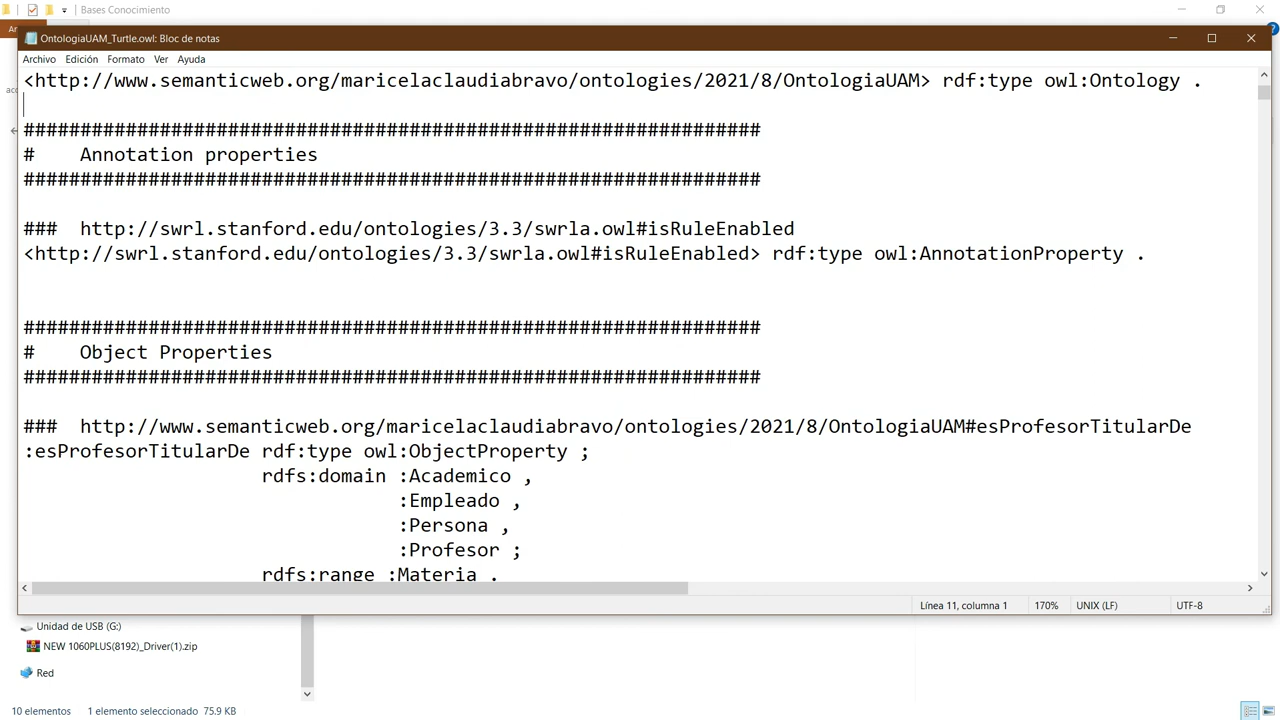 Bases Conocimiento
OntologiaUAM_Turtle.owl: Bloc de notas
Archivo Edición Formato Ver Ayuda
<http://www.semanticweb.org/maricelaclaudiabravo/ontologies/2021/8/OntologiaUAM> rdf:type owl:Ontology .
#################################################################
#    Annotation properties
#################################################################
###  http://swrl.stanford.edu/ontologies/3.3/swrla.owl#isRuleEnabled
<http://swrl.stanford.edu/ontologies/3.3/swrla.owl#isRuleEnabled> rdf:type owl:AnnotationProperty .
#################################################################
#    Object Properties
#################################################################
###  http://www.semanticweb.org/maricelaclaudiabravo/ontologies/2021/8/OntologiaUAM#esProfesorTitularDe
:esProfesorTitularDe rdf:type owl:ObjectProperty ;
rdfs:domain :Academico ,
:Empleado ,
:Persona ,
:Profesor ;
rdfs:range :Materia .
Línea 11, columna 1 170% UNIX (LF) UTF-8
Unidad de USB (G:)
NEW 1060PLUS(8192)_Driver(1).zip
Red
10 elementos 1 elemento seleccionado 75.9 KB